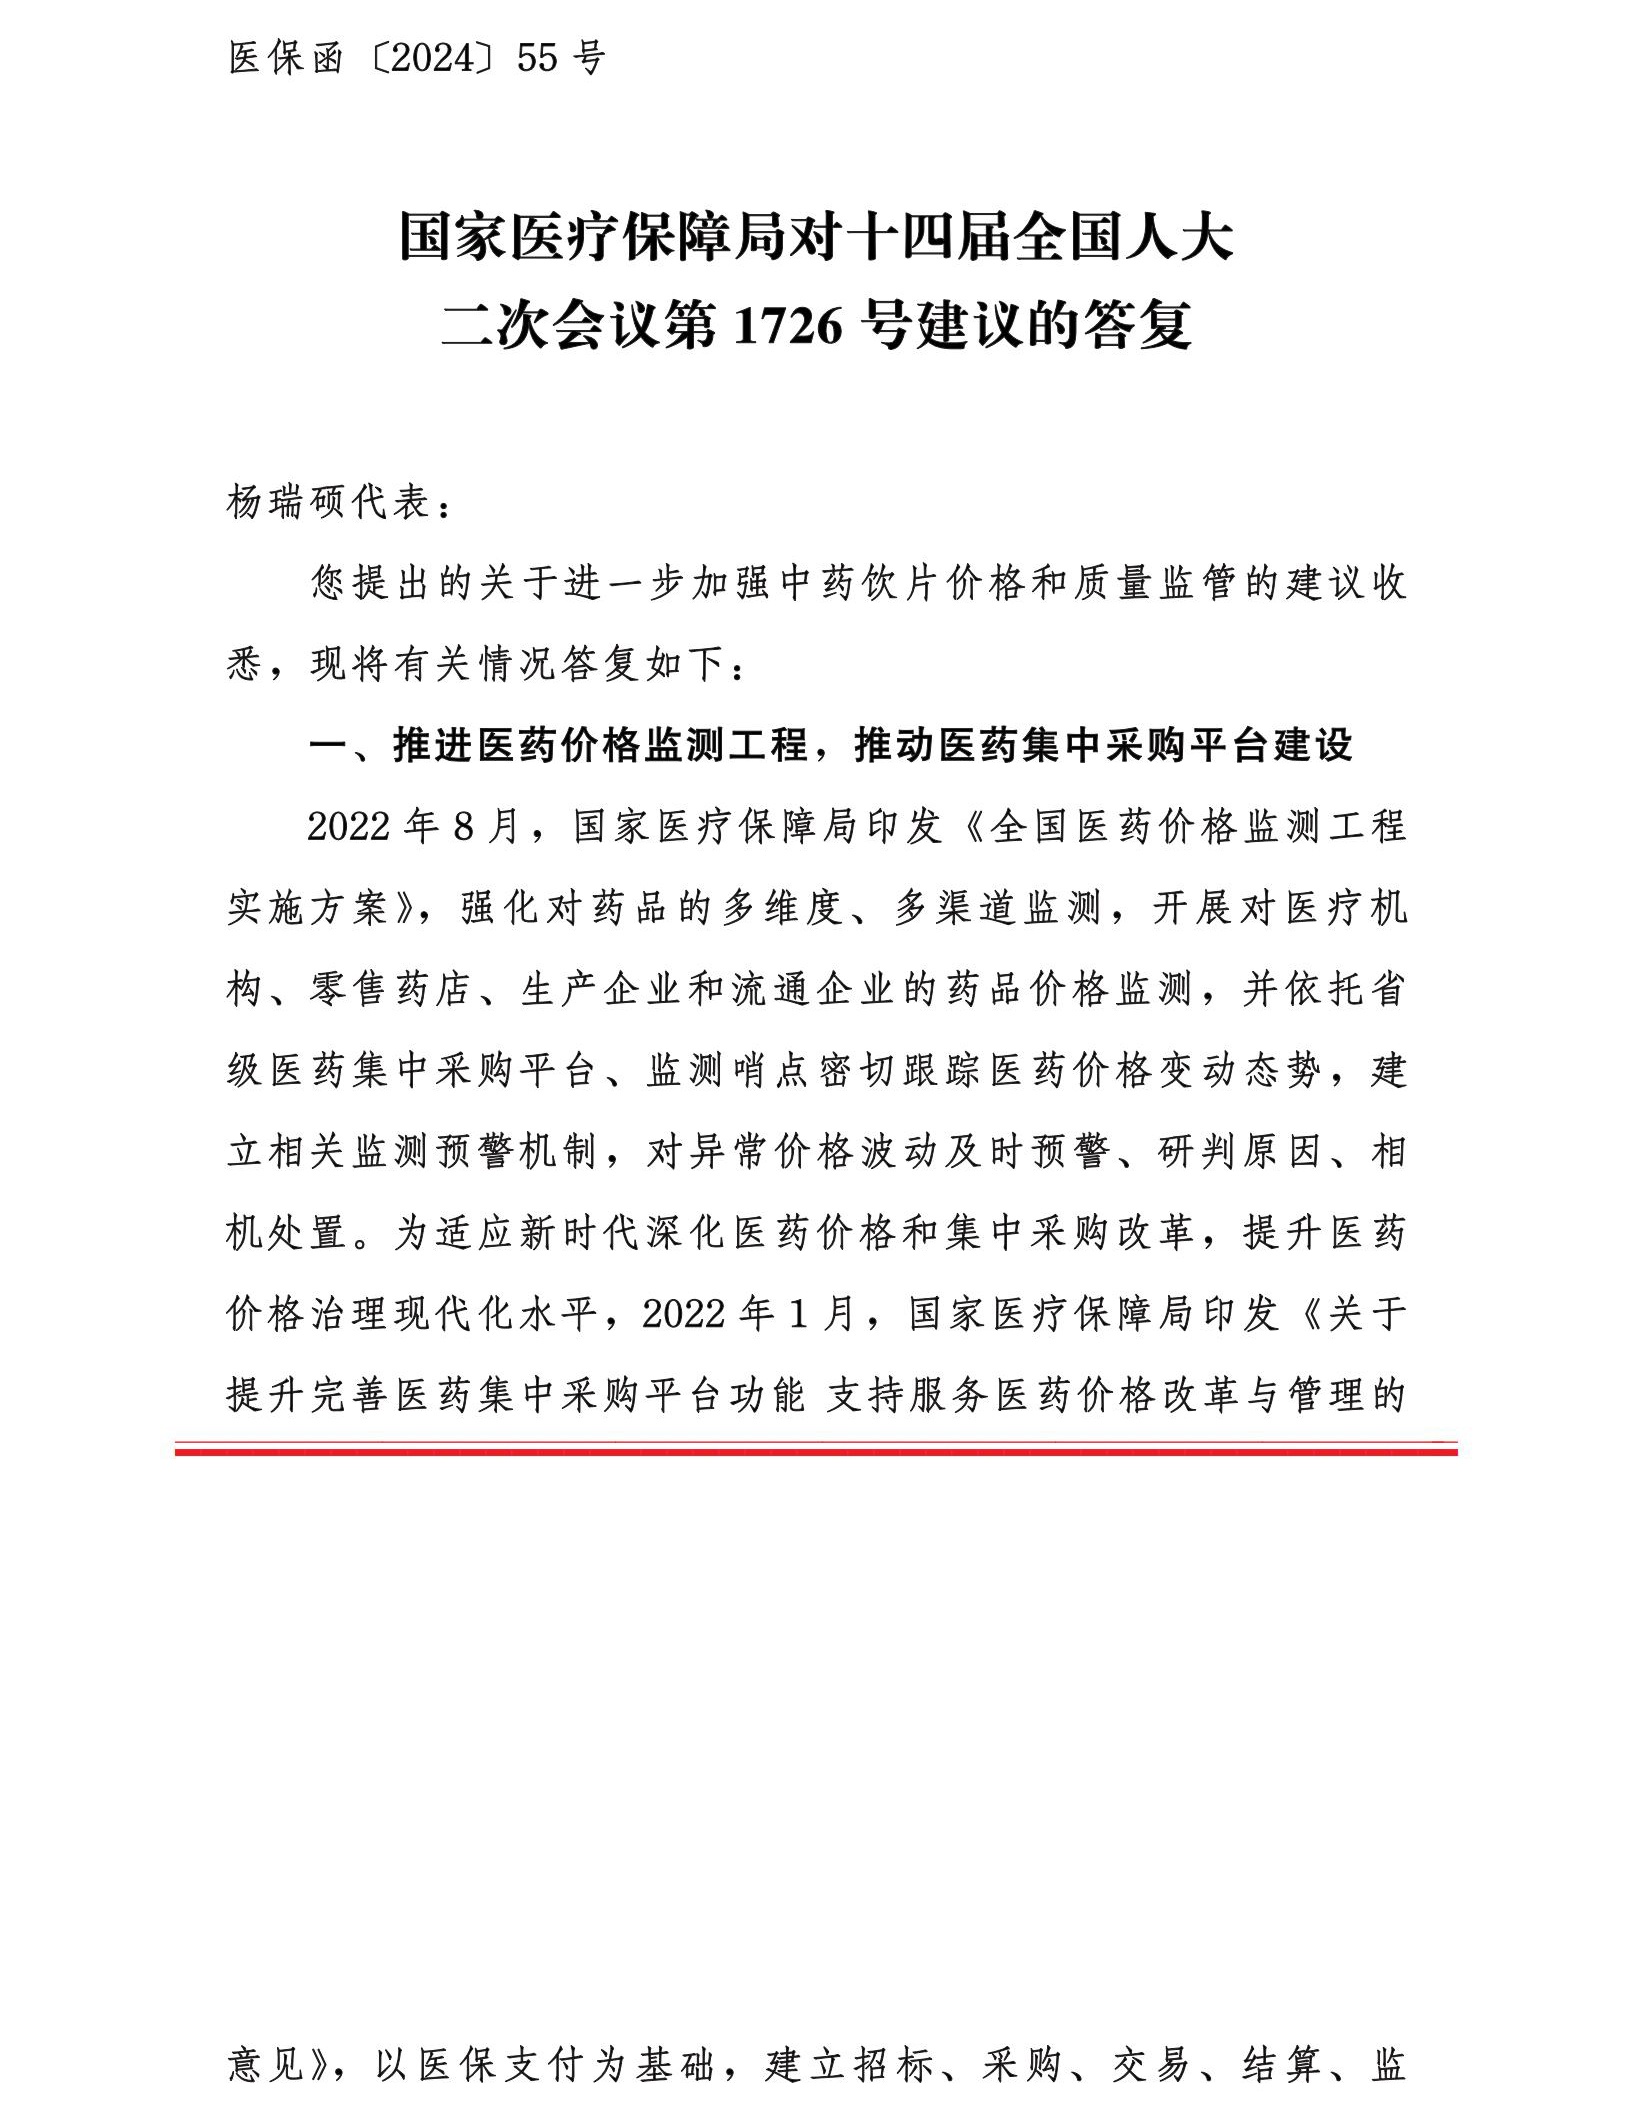 医保函〔2024〕55 号
国家医疗保障局对十四届全国人大
二次会议第 1726 号建议的答复
杨瑞硕代表：
您提出的关于进一步加强中药饮片价格和质量监管的建议收
悉，现将有关情况答复如下：
一、推进医药价格监测工程，推动医药集中采购平台建设
2022 年 8 月，国家医疗保障局印发《全国医药价格监测工程
实施方案》，强化对药品的多维度、多渠道监测，开展对医疗机
构、零售药店、生产企业和流通企业的药品价格监测，并依托省
级医药集中采购平台、监测哨点密切跟踪医药价格变动态势，建
立相关监测预警机制，对异常价格波动及时预警、研判原因、相
机处置。为适应新时代深化医药价格和集中采购改革，提升医药
价格治理现代化水平，2022 年 1 月，国家医疗保障局印发《关于
提升完善医药集中采购平台功能 支持服务医药价格改革与管理的
意见》，以医保支付为基础，建立招标、采购、交易、结算、监